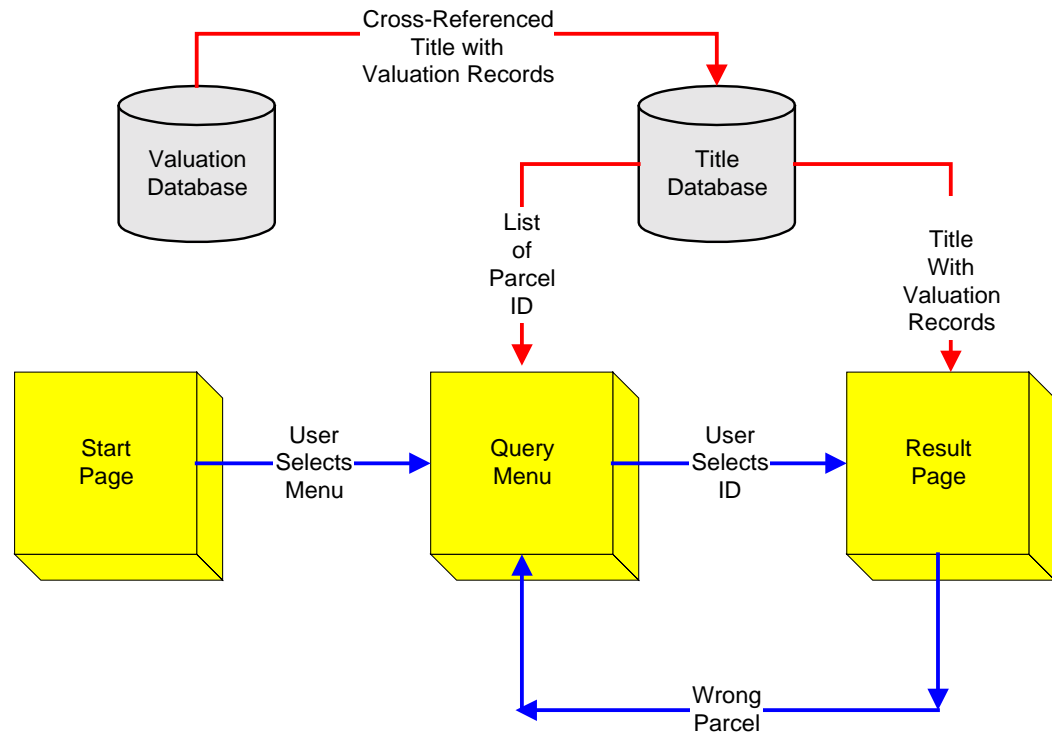 Cross-Referenced
Title with
Valuation Records
Valuation
Database
Title
Database
List
of
Parcel
ID
Title
With
Valuation
Records
Start
Page
User
Selects
Menu
Query
Menu
User
Selects
ID
Result
Page
Wrong
Parcel